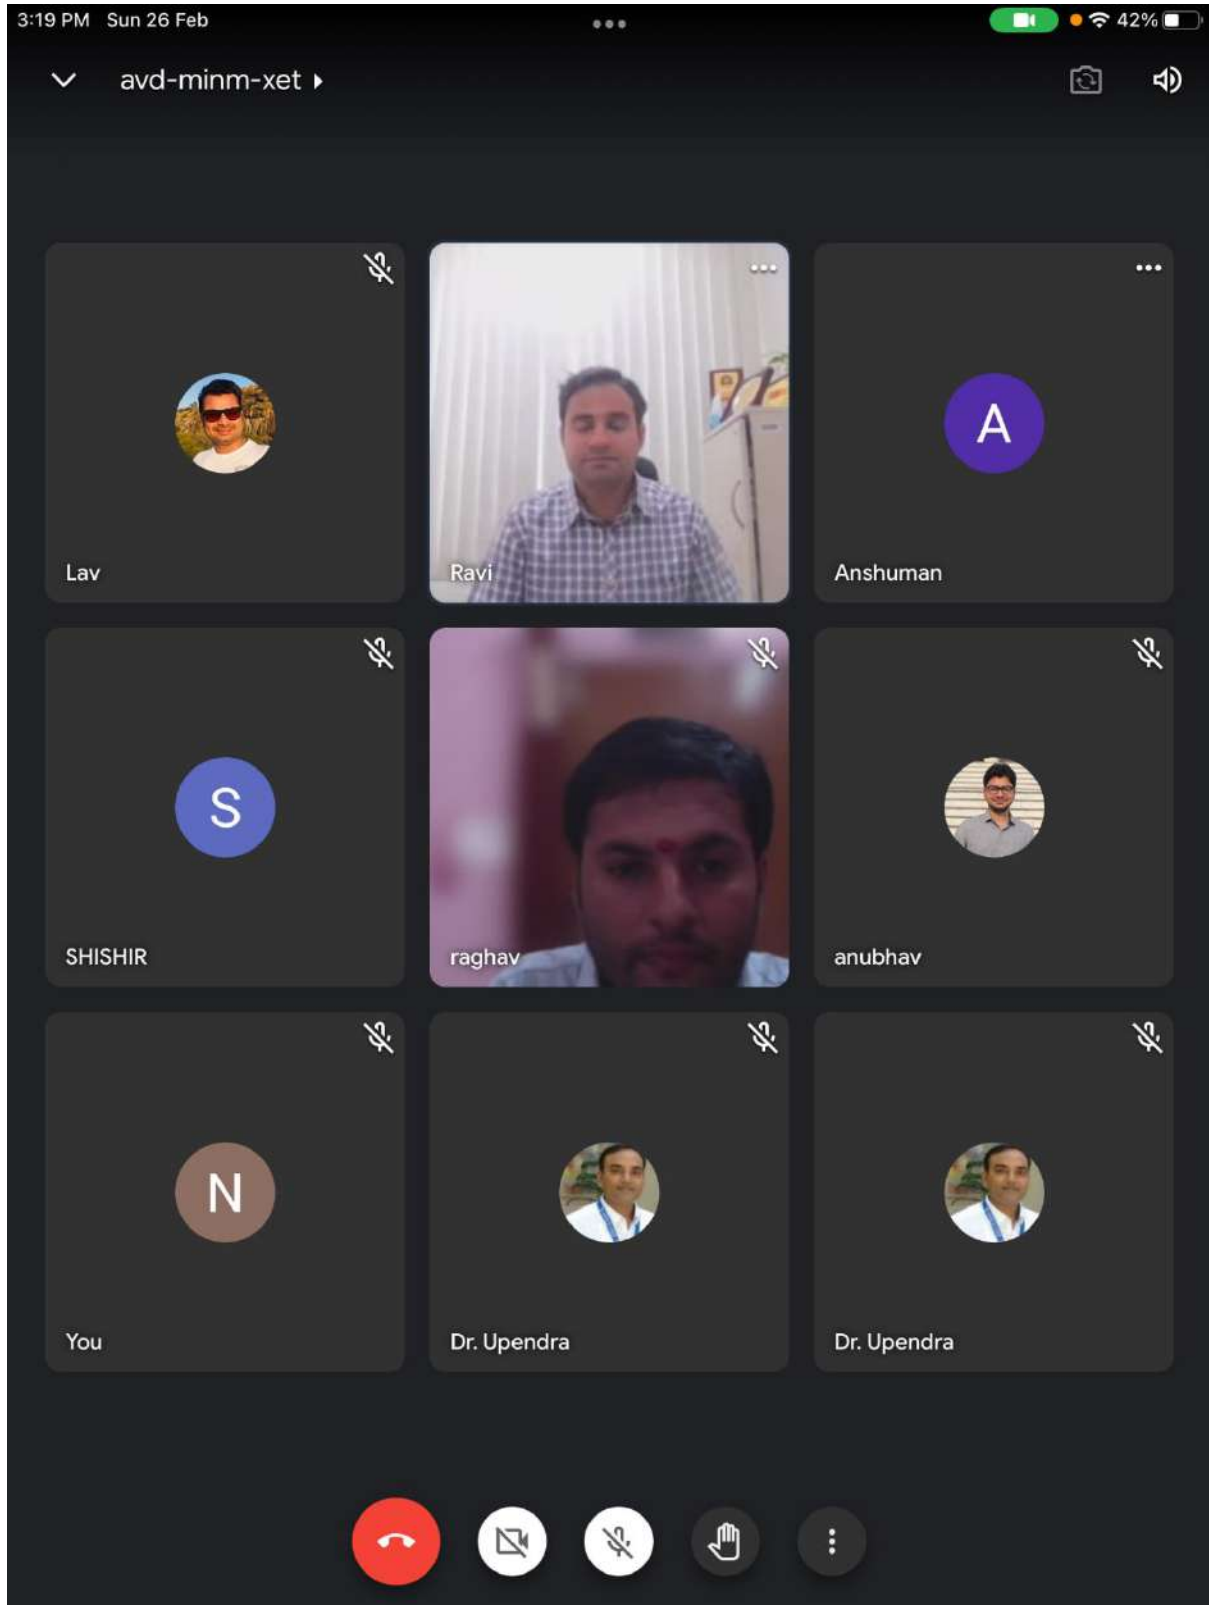 3:19 PM Sun 26 Feb 42%
avd-minm-xet
A
Lav Ravi Anshuman
S
SHISHIR raghav anubhav
N
You Dr. Upendra Dr. Upendra